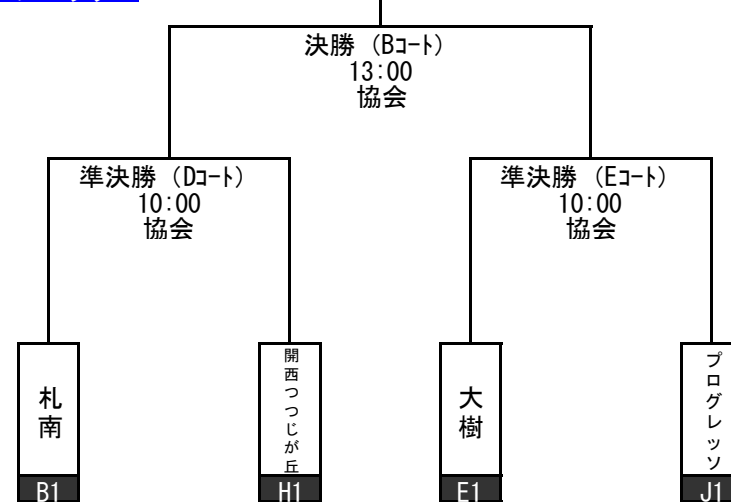 決勝（Bｺｰﾄ）
13:00
協会
準決勝（Dｺｰﾄ）
10:00
協会
準決勝（Eｺｰﾄ）
10:00
協会
札南
開西つつじが丘
大樹
プログレッソ
B1
H1
E1
J1